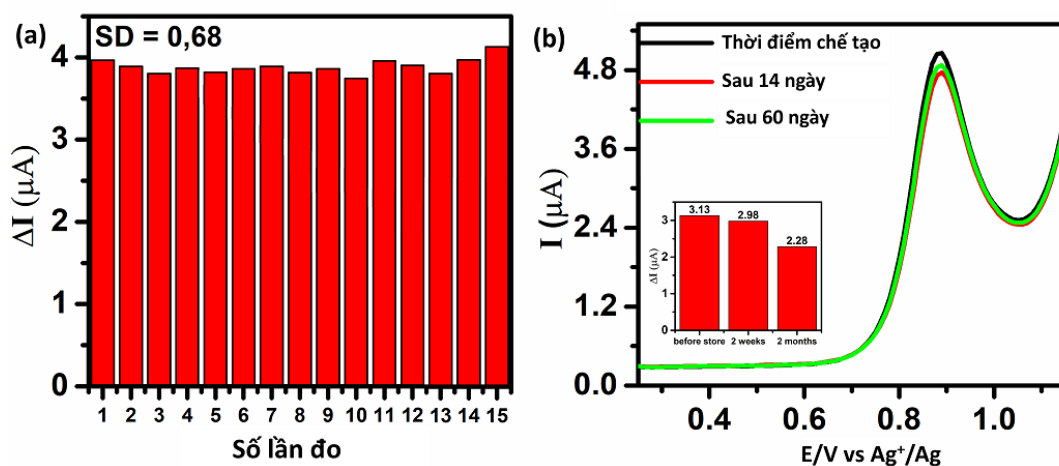 (a)
SD = 0,68
ΔI (μA)
4
3
2
1
0
1 2 3 4 5 6 7 8 9 10 11 12 13 14 15
Số lần đo
(b)
Thời điểm chế tạo
Sau 14 ngày
Sau 60 ngày
I (μA)
4.8
3.6
2.4
1.2
0.0
ΔI (μA)
3
2
1
0
3.13
2.98
2.28
before store 2 weeks 2 months
0.4 0.6 0.8 1.0
E/V vs Ag⁺/Ag